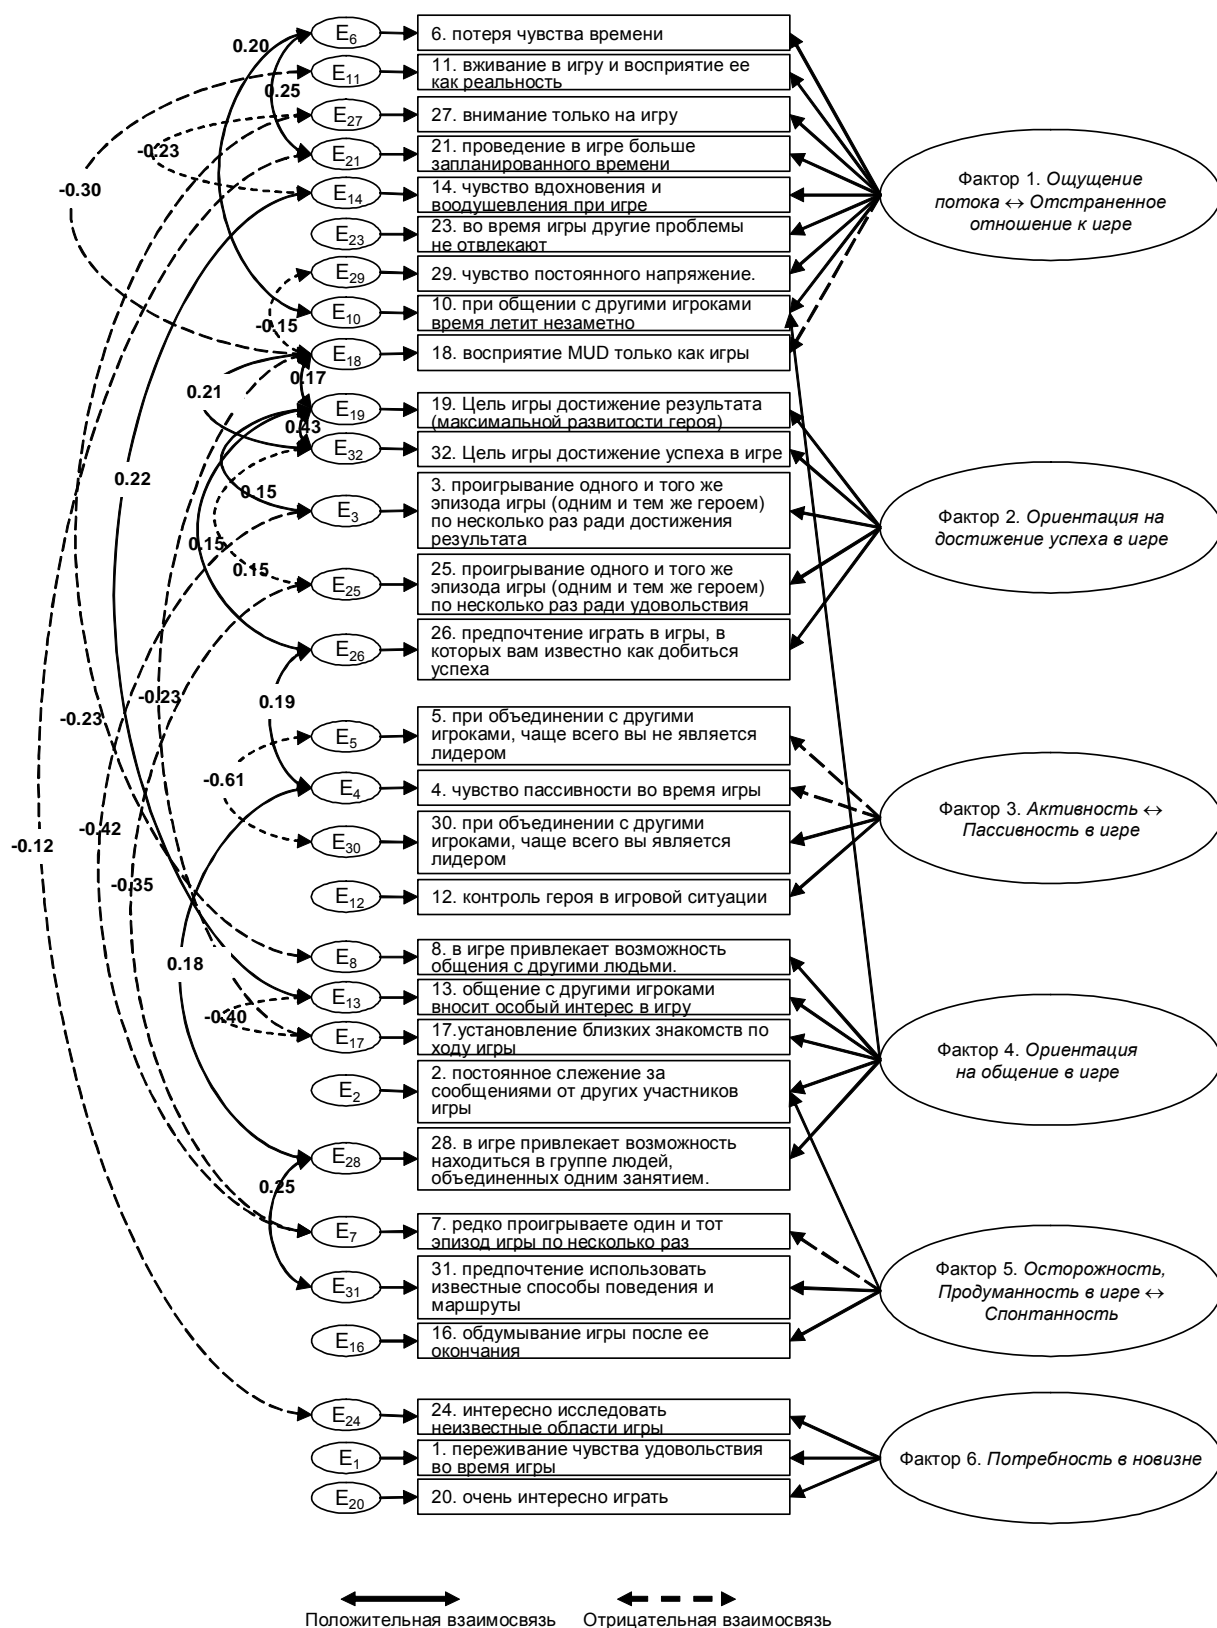 0.20
E6
6. потеря чувства времени
E11
11. вживание в игру и восприятие ее
как реальность
0.25
E27
27. внимание только на игру
-0.23
E21
21. проведение в игре больше
запланированного времени
-0.30
E14
14. чувство вдохновения и
воодушевления при игре
Фактор 1. Ощущение
потока ↔ Отстраненное
отношение к игре
E23
23. во время игры другие проблемы
не отвлекают
E29
29. чувство постоянного напряжение.
E10
10. при общении с другими игроками
время летит незаметно
-0.15
E18
18. восприятие MUD только как игры
0.17
0.21
E19
19. Цель игры достижение результата
(максимальной развитости героя)
0.43
E32
32. Цель игры достижение успеха в игре
0.22
0.15
E3
3. проигрывание одного и того же
эпизода игры (одним и тем же героем)
по несколько раз ради достижения
результата
Фактор 2. Ориентация на
достижение успеха в игре
0.15
0.15
E25
25. проигрывание одного и того же
эпизода игры (одним и тем же героем)
по несколько раз ради удовольствия
E26
26. предпочтение играть в игры, в
которых вам известно как добиться
успеха
-0.23
0.19
-0.23
E5
5. при объединении с другими
игроками, чаще всего вы не является
лидером
-0.61
E4
4. чувство пассивности во время игры
Фактор 3. Активность ↔
Пассивность в игре
-0.42
-0.12
E30
30. при объединении с другими
игроками, чаще всего вы является
лидером
-0.35
E12
12. контроль героя в игровой ситуации
0.18
E8
8. в игре привлекает возможность
общения с другими людьми.
E13
13. общение с другими игроками
вносит особый интерес в игру
-0.40
E17
17.установление близких знакомств по
ходу игры
Фактор 4. Ориентация
на общение в игре
E2
2. постоянное слежение за
сообщениями от других участников
игры
E28
28. в игре привлекает возможность
находиться в группе людей,
объединенных одним занятием.
0.25
E7
7. редко проигрываете один и тот
эпизод игры по несколько раз
E31
31. предпочтение использовать
известные способы поведения и
маршруты
Фактор 5. Осторожность,
Продуманность в игре ↔
Спонтанность
E16
16. обдумывание игры после ее
окончания
E24
24. интересно исследовать
неизвестные области игры
E1
1. переживание чувства удовольствия
во время игры
Фактор 6. Потребность в новизне
E20
20. очень интересно играть
Положительная взаимосвязь
Отрицательная взаимосвязь